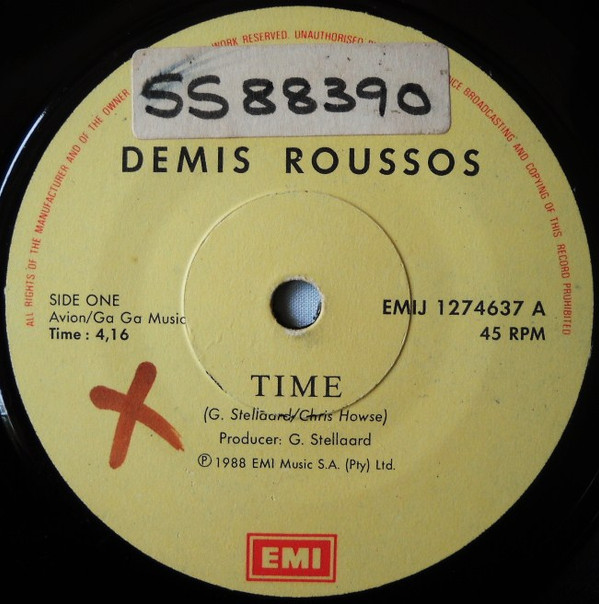 ALL RIGHTS OF THE MANUFACTURER AND OF THE OWNER
WORK RESERVED. UNAUTHORISED
BROADCASTING AND COPYING OF THIS RECORD PROHIBITED
SS 88390
DEMIS ROUSSOS
SIDE ONE
Avion/Ga Ga Music
Time : 4,16
EMIJ 1274637 A
45 RPM
TIME
(G. Stellaard/Chris Howse)
Producer: G. Stellaard
Ⓟ 1988 EMI Music S.A. (Pty) Ltd.
EMI